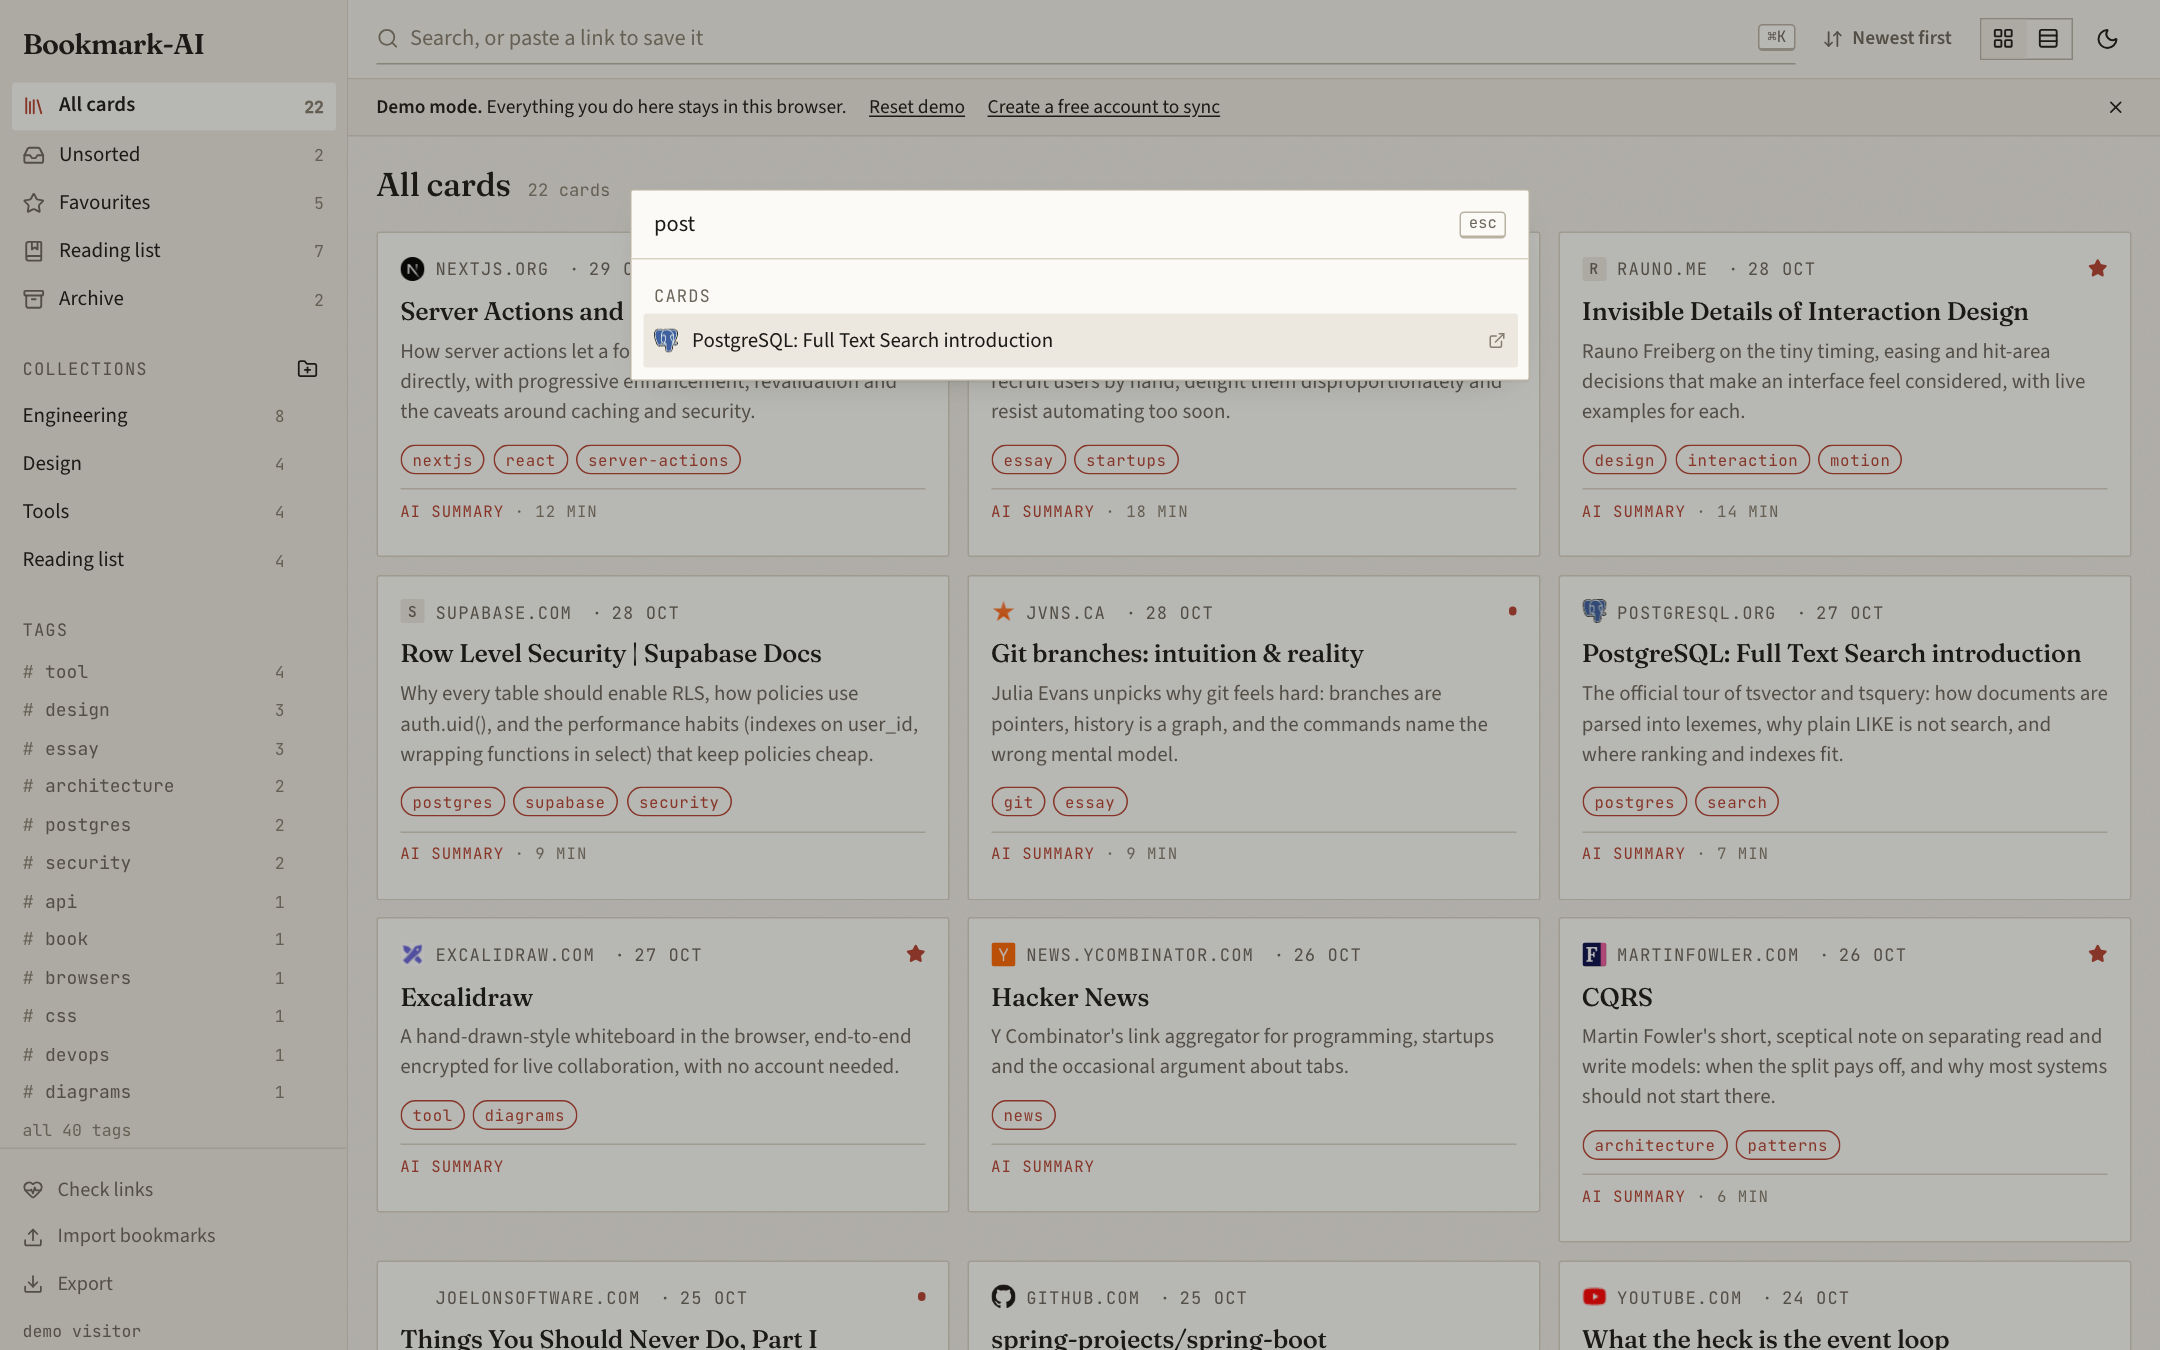 Bookmark-AI
All cards 22
Unsorted 2
Favourites 5
Reading list 7
Archive 2
COLLECTIONS
Engineering 8
Design 4
Tools 4
Reading list 4
TAGS
# tool 4
# design 3
# essay 3
# architecture 2
# postgres 2
# security 2
# api 1
# book 1
# browsers 1
# css 1
# devops 1
# diagrams 1
all 40 tags
Check links
Import bookmarks
Export
demo visitor
Search, or paste a link to save it
⌘K
Newest first
Demo mode. Everything you do here stays in this browser. Reset demo Create a free account to sync
All cards 22 cards
post
esc
CARDS
PostgreSQL: Full Text Search introduction
NEXTJS.ORG · 29
Server Actions and
How server actions let a
directly, with progressive enhancement, revalidation and
the caveats around caching and security.
nextjs react server-actions
AI SUMMARY · 12 MIN
recruit users by hand, delight them disproportionately and
resist automating too soon.
essay startups
AI SUMMARY · 18 MIN
R RAUNO.ME · 28 OCT
Invisible Details of Interaction Design
Rauno Freiberg on the tiny timing, easing and hit-area
decisions that make an interface feel considered, with live
examples for each.
design interaction motion
AI SUMMARY · 14 MIN
S SUPABASE.COM · 28 OCT
Row Level Security | Supabase Docs
Why every table should enable RLS, how policies use
auth.uid(), and the performance habits (indexes on user_id,
wrapping functions in select) that keep policies cheap.
postgres supabase security
AI SUMMARY · 9 MIN
JVNS.CA · 28 OCT
Git branches: intuition & reality
Julia Evans unpicks why git feels hard: branches are
pointers, history is a graph, and the commands name the
wrong mental model.
git essay
AI SUMMARY · 9 MIN
POSTGRESQL.ORG · 27 OCT
PostgreSQL: Full Text Search introduction
The official tour of tsvector and tsquery: how documents are
parsed into lexemes, why plain LIKE is not search, and
where ranking and indexes fit.
postgres search
AI SUMMARY · 7 MIN
EXCALIDRAW.COM · 27 OCT
Excalidraw
A hand-drawn-style whiteboard in the browser, end-to-end
encrypted for live collaboration, with no account needed.
tool diagrams
AI SUMMARY
Y NEWS.YCOMBINATOR.COM · 26 OCT
Hacker News
Y Combinator's link aggregator for programming, startups
and the occasional argument about tabs.
news
AI SUMMARY
F MARTINFOWLER.COM · 26 OCT
CQRS
Martin Fowler's short, sceptical note on separating read and
write models: when the split pays off, and why most systems
should not start there.
architecture patterns
AI SUMMARY · 6 MIN
JOELONSOFTWARE.COM · 25 OCT
Things You Should Never Do, Part I
GITHUB.COM · 25 OCT
spring-projects/spring-boot
YOUTUBE.COM · 24 OCT
What the heck is the event loop